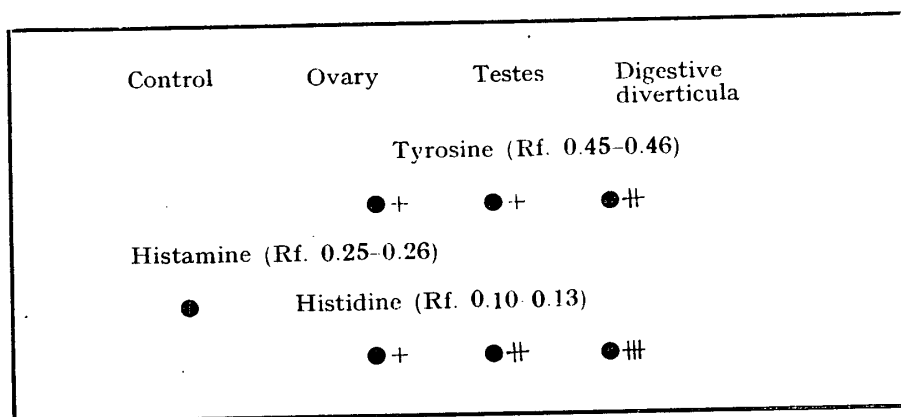 Control Ovary Testes Digestive diverticula
Tyrosine (Rf. 0.45-0.46)
●+ ●+ ●⧺
Histamine (Rf. 0.25-0.26)
● Histidine (Rf. 0.10-0.13)
●+ ●⧺ ●⧻